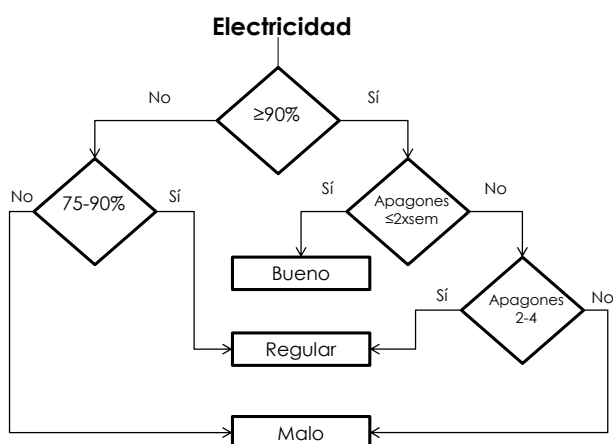 Electricidad
No
≥90%
Sí
No
75-90%
Sí
Sí
Apagones
≤2xsem
No
Bueno
Sí
Apagones
2-4
No
Regular
Malo